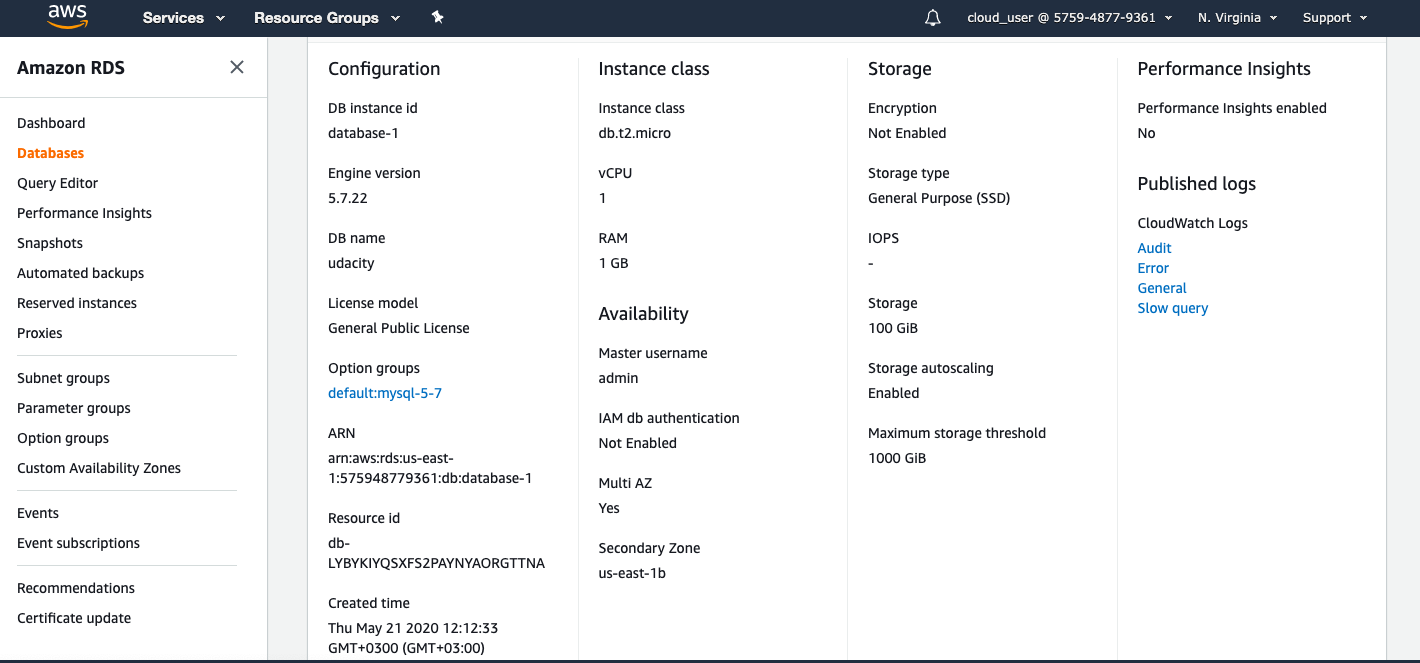 aws
Services
Resource Groups
cloud_user @ 5759-4877-9361
N. Virginia
Support
Amazon RDS
Dashboard
Databases
Query Editor
Performance Insights
Snapshots
Automated backups
Reserved instances
Proxies
Subnet groups
Parameter groups
Option groups
Custom Availability Zones
Events
Event subscriptions
Recommendations
Certificate update
Configuration
DB instance id
database-1
Engine version
5.7.22
DB name
udacity
License model
General Public License
Option groups
default:mysql-5-7
ARN
arn:aws:rds:us-east-
1:575948779361:db:database-1
Resource id
db-
LYBYKIYQSXFS2PAYNYAORGTTNA
Created time
Thu May 21 2020 12:12:33
GMT+0300 (GMT+03:00)
Instance class
Instance class
db.t2.micro
vCPU
1
RAM
1 GB
Availability
Master username
admin
IAM db authentication
Not Enabled
Multi AZ
Yes
Secondary Zone
us-east-1b
Storage
Encryption
Not Enabled
Storage type
General Purpose (SSD)
IOPS
-
Storage
100 GiB
Storage autoscaling
Enabled
Maximum storage threshold
1000 GiB
Performance Insights
Performance Insights enabled
No
Published logs
CloudWatch Logs
Audit
Error
General
Slow query